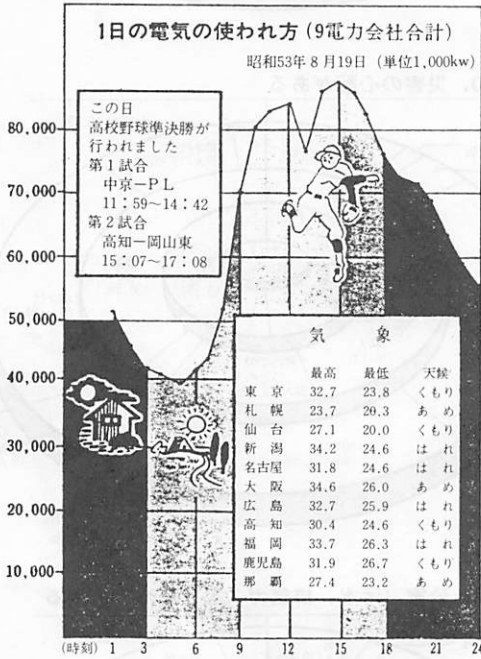 1日の電気の使われ方(9電力会社合計)
昭和53年8月19日 (単位1,000kw)
この日
高校野球準決勝が
行われました
第1試合
中京−PL
11:59〜14:42
第2試合
高知−岡山東
15:07〜17:08
80,000
70,000
60,000
50,000
40,000
30,000
20,000
10,000
気 象
最高 最低 天候
東 京 32.7 23.8 くもり
札 幌 23.7 20.3 あ め
仙 台 27.1 20.0 くもり
新 潟 34.2 24.6 は れ
名古屋 31.8 24.6 は れ
大 阪 34.6 26.0 あ め
広 島 32.7 25.9 は れ
高 知 30.4 24.6 くもり
福 岡 33.7 26.3 は れ
鹿児島 31.9 26.7 くもり
那 覇 27.4 23.2 あ め
(時刻) 1 3 6 9 12 15 18 21 24